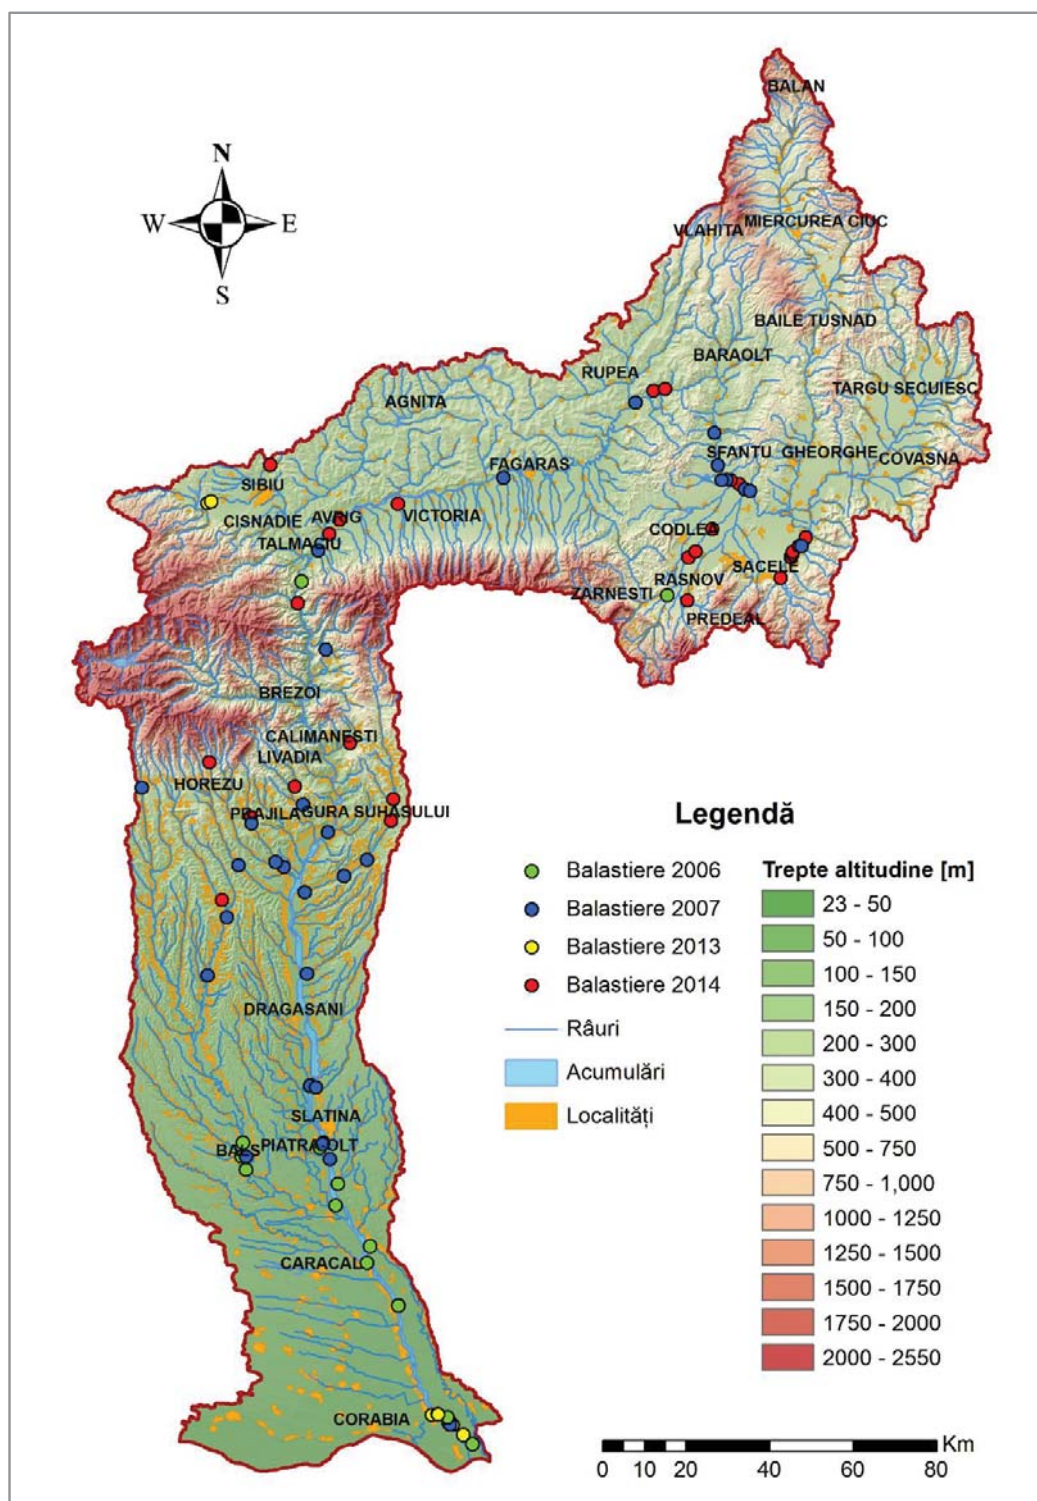 BALAN
N
W E
S
VLAHITA
MIERCUREA CIUC
BAILE TUSNAD
BARAOLT
RUPEA
TARGU SECUIESC
AGNITA
SFANTU GHEORGHE
COVASNA
FAGARAS
SIBIU
CISNADIE
AVRIG
VICTORIA
TALMACIU
CODLEA
SACELE
RASNOV
ZARNESTI
PREDEAL
BREZOI
CALIMANESTI
LIVADIA
HOREZU
PRAJILA
GURA SUHASULUI
DRAGASANI
SLATINA
PIATRA OLT
BALS
CARACAL
CORABIA
Legendă
Balastiere 2006
Balastiere 2007
Balastiere 2013
Balastiere 2014
Râuri
Acumulări
Localități
Trepte altitudine [m]
23 - 50
50 - 100
100 - 150
150 - 200
200 - 300
300 - 400
400 - 500
500 - 750
750 - 1,000
1000 - 1250
1250 - 1500
1500 - 1750
1750 - 2000
2000 - 2550
Km
0 10 20 40 60 80